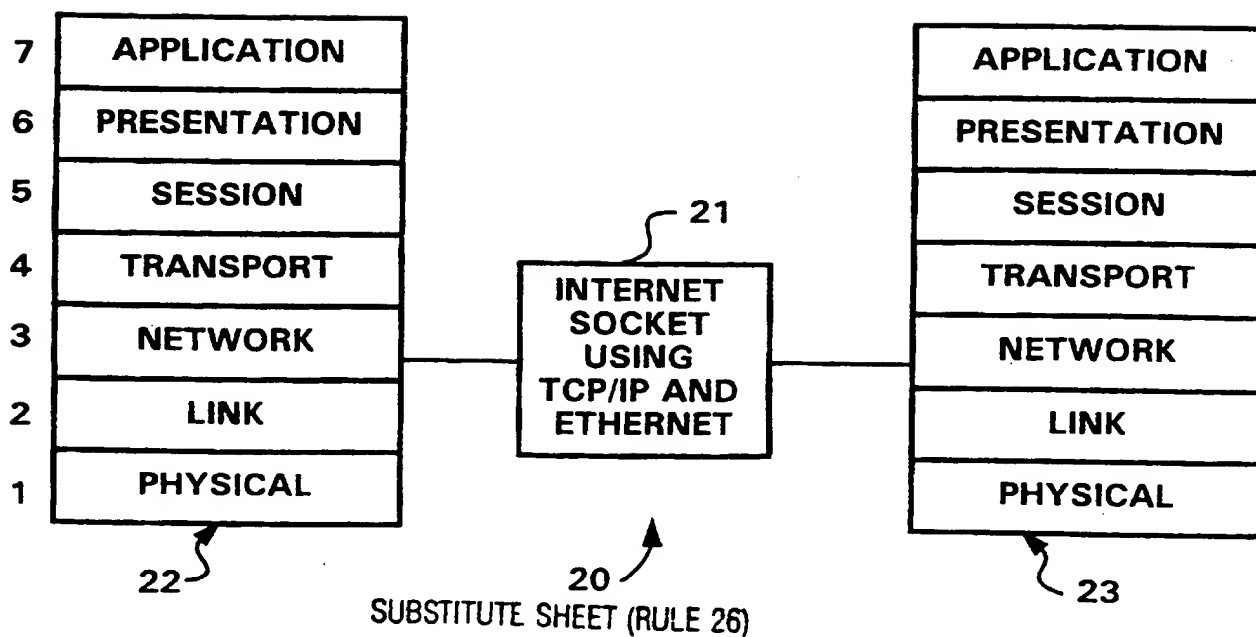 7 APPLICATION
6 PRESENTATION
5 SESSION
4 TRANSPORT
3 NETWORK
2 LINK
1 PHYSICAL
22
21
INTERNET
SOCKET
USING
TCP/IP AND
ETHERNET
20
APPLICATION
PRESENTATION
SESSION
TRANSPORT
NETWORK
LINK
PHYSICAL
23
SUBSTITUTE SHEET (RULE 26)